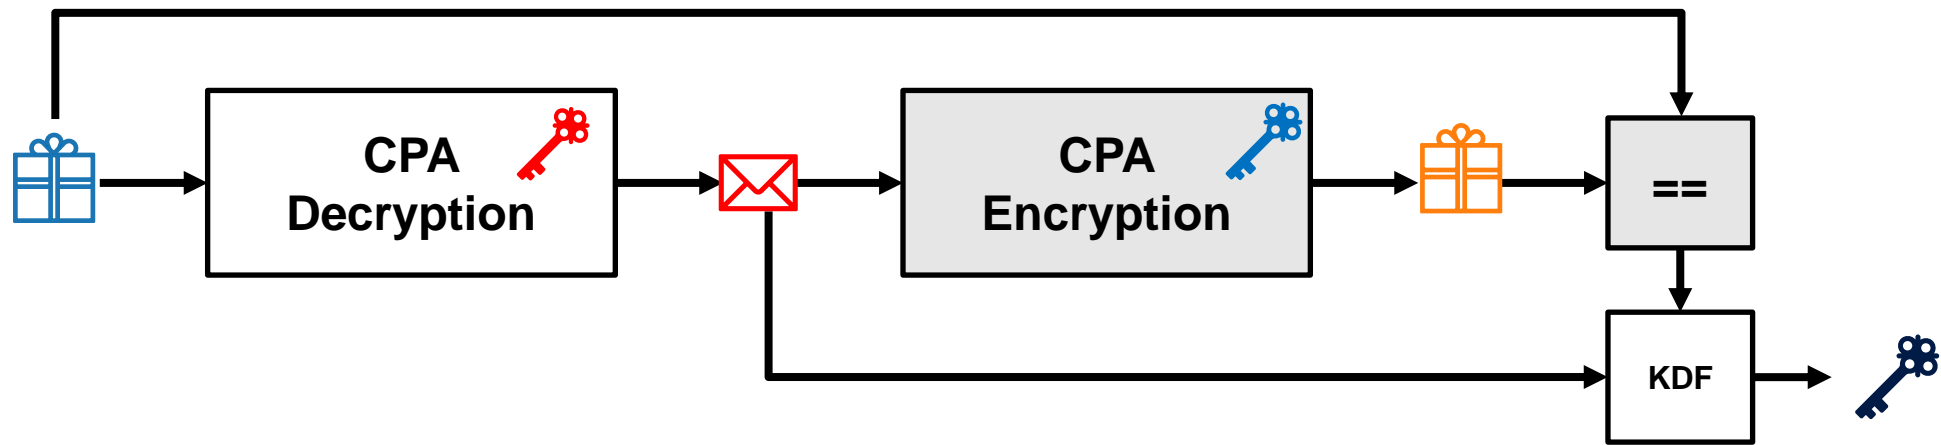 CPA
Decryption
CPA
Encryption
==
KDF